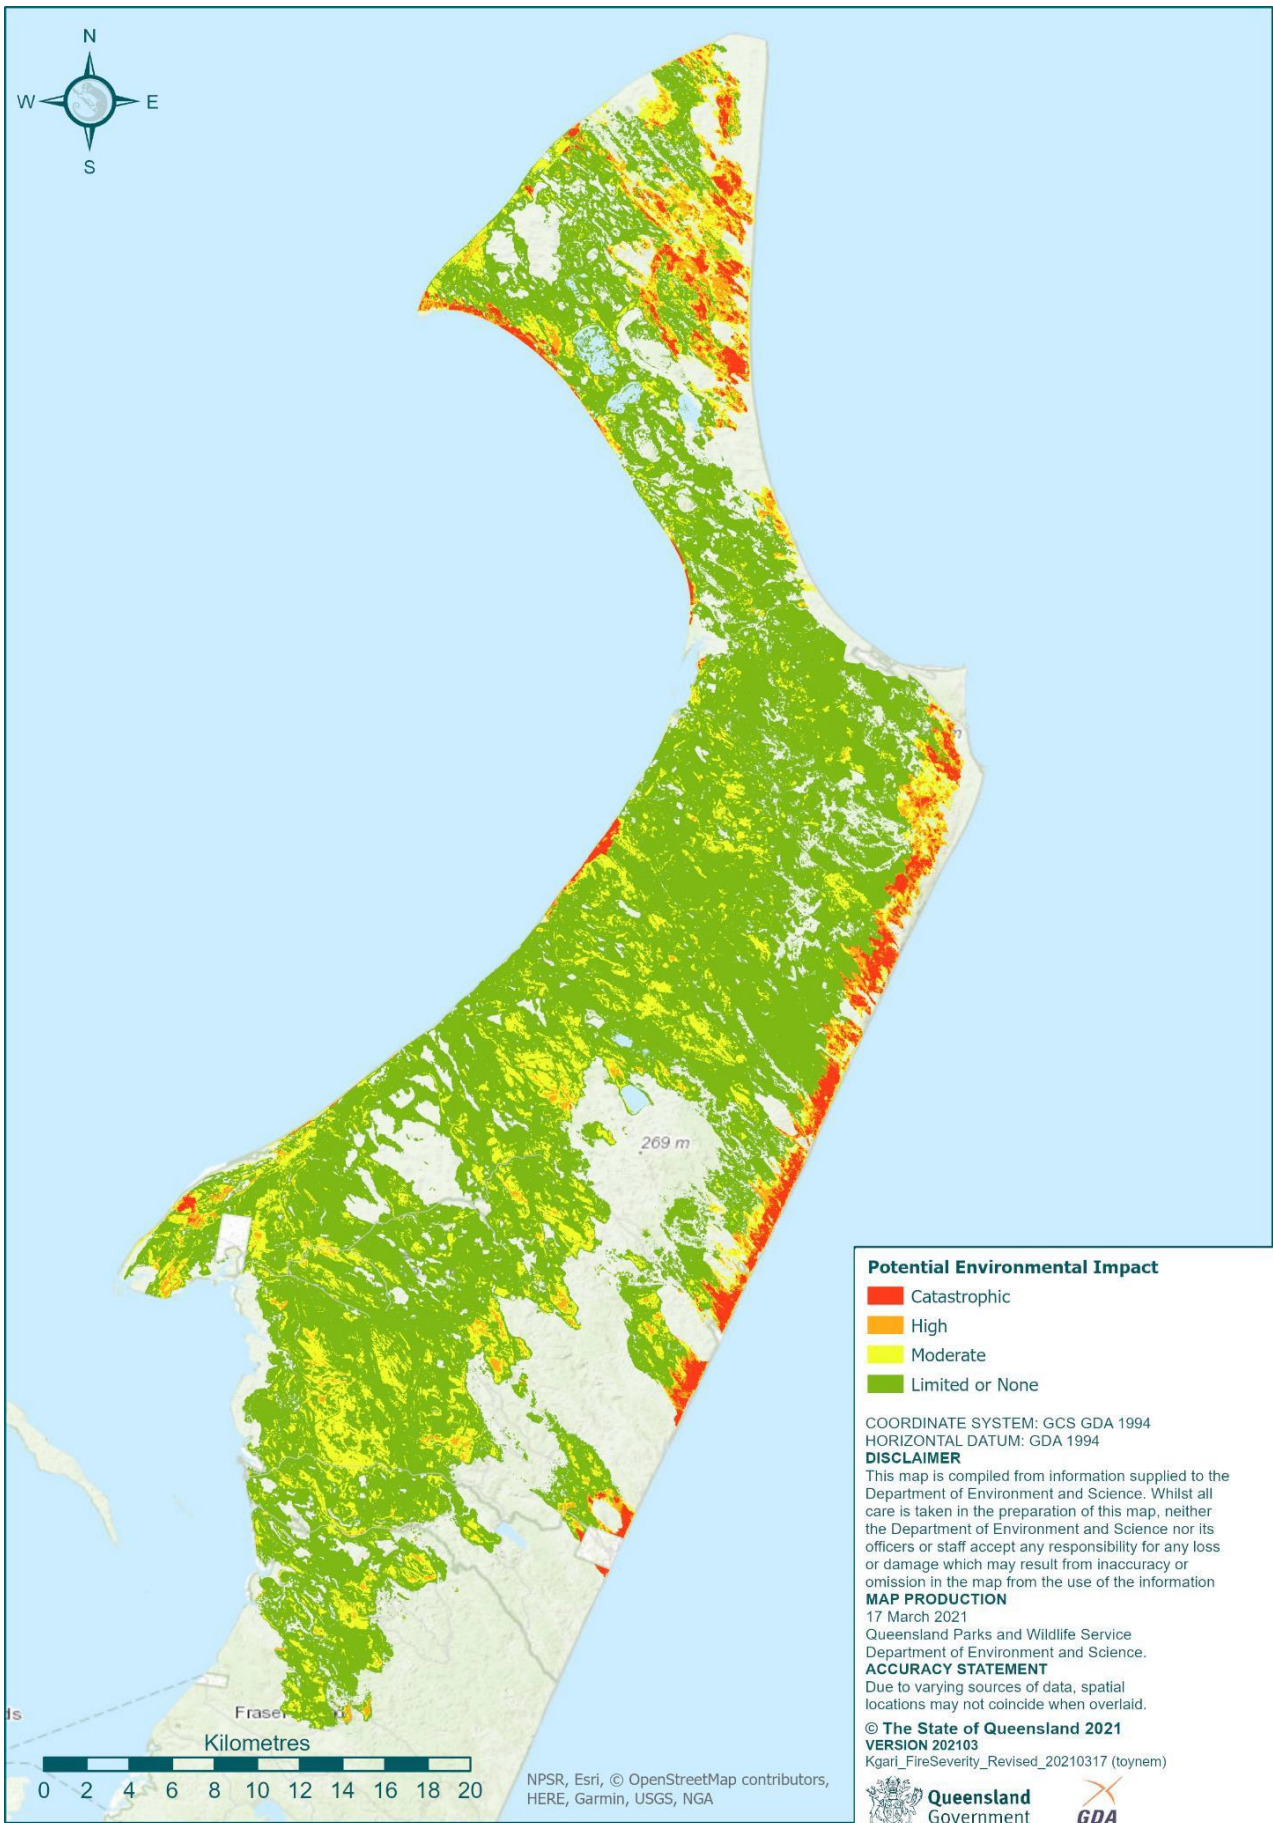 N
W
E
S
m
269 m
ds
Fraser
Kilometres
0 2 4 6 8 10 12 14 16 18 20
NPSR, Esri, © OpenStreetMap contributors,
HERE, Garmin, USGS, NGA
Potential Environmental Impact
Catastrophic
High
Moderate
Limited or None
COORDINATE SYSTEM: GCS GDA 1994
HORIZONTAL DATUM: GDA 1994
DISCLAIMER
This map is compiled from information supplied to the
Department of Environment and Science. Whilst all
care is taken in the preparation of this map, neither
the Department of Environment and Science nor its
officers or staff accept any responsibility for any loss
or damage which may result from inaccuracy or
omission in the map from the use of the information
MAP PRODUCTION
17 March 2021
Queensland Parks and Wildlife Service
Department of Environment and Science.
ACCURACY STATEMENT
Due to varying sources of data, spatial
locations may not coincide when overlaid.
© The State of Queensland 2021
VERSION 202103
Kgari_FireSeverity_Revised_20210317 (toynem)
Queensland
Government
GDA